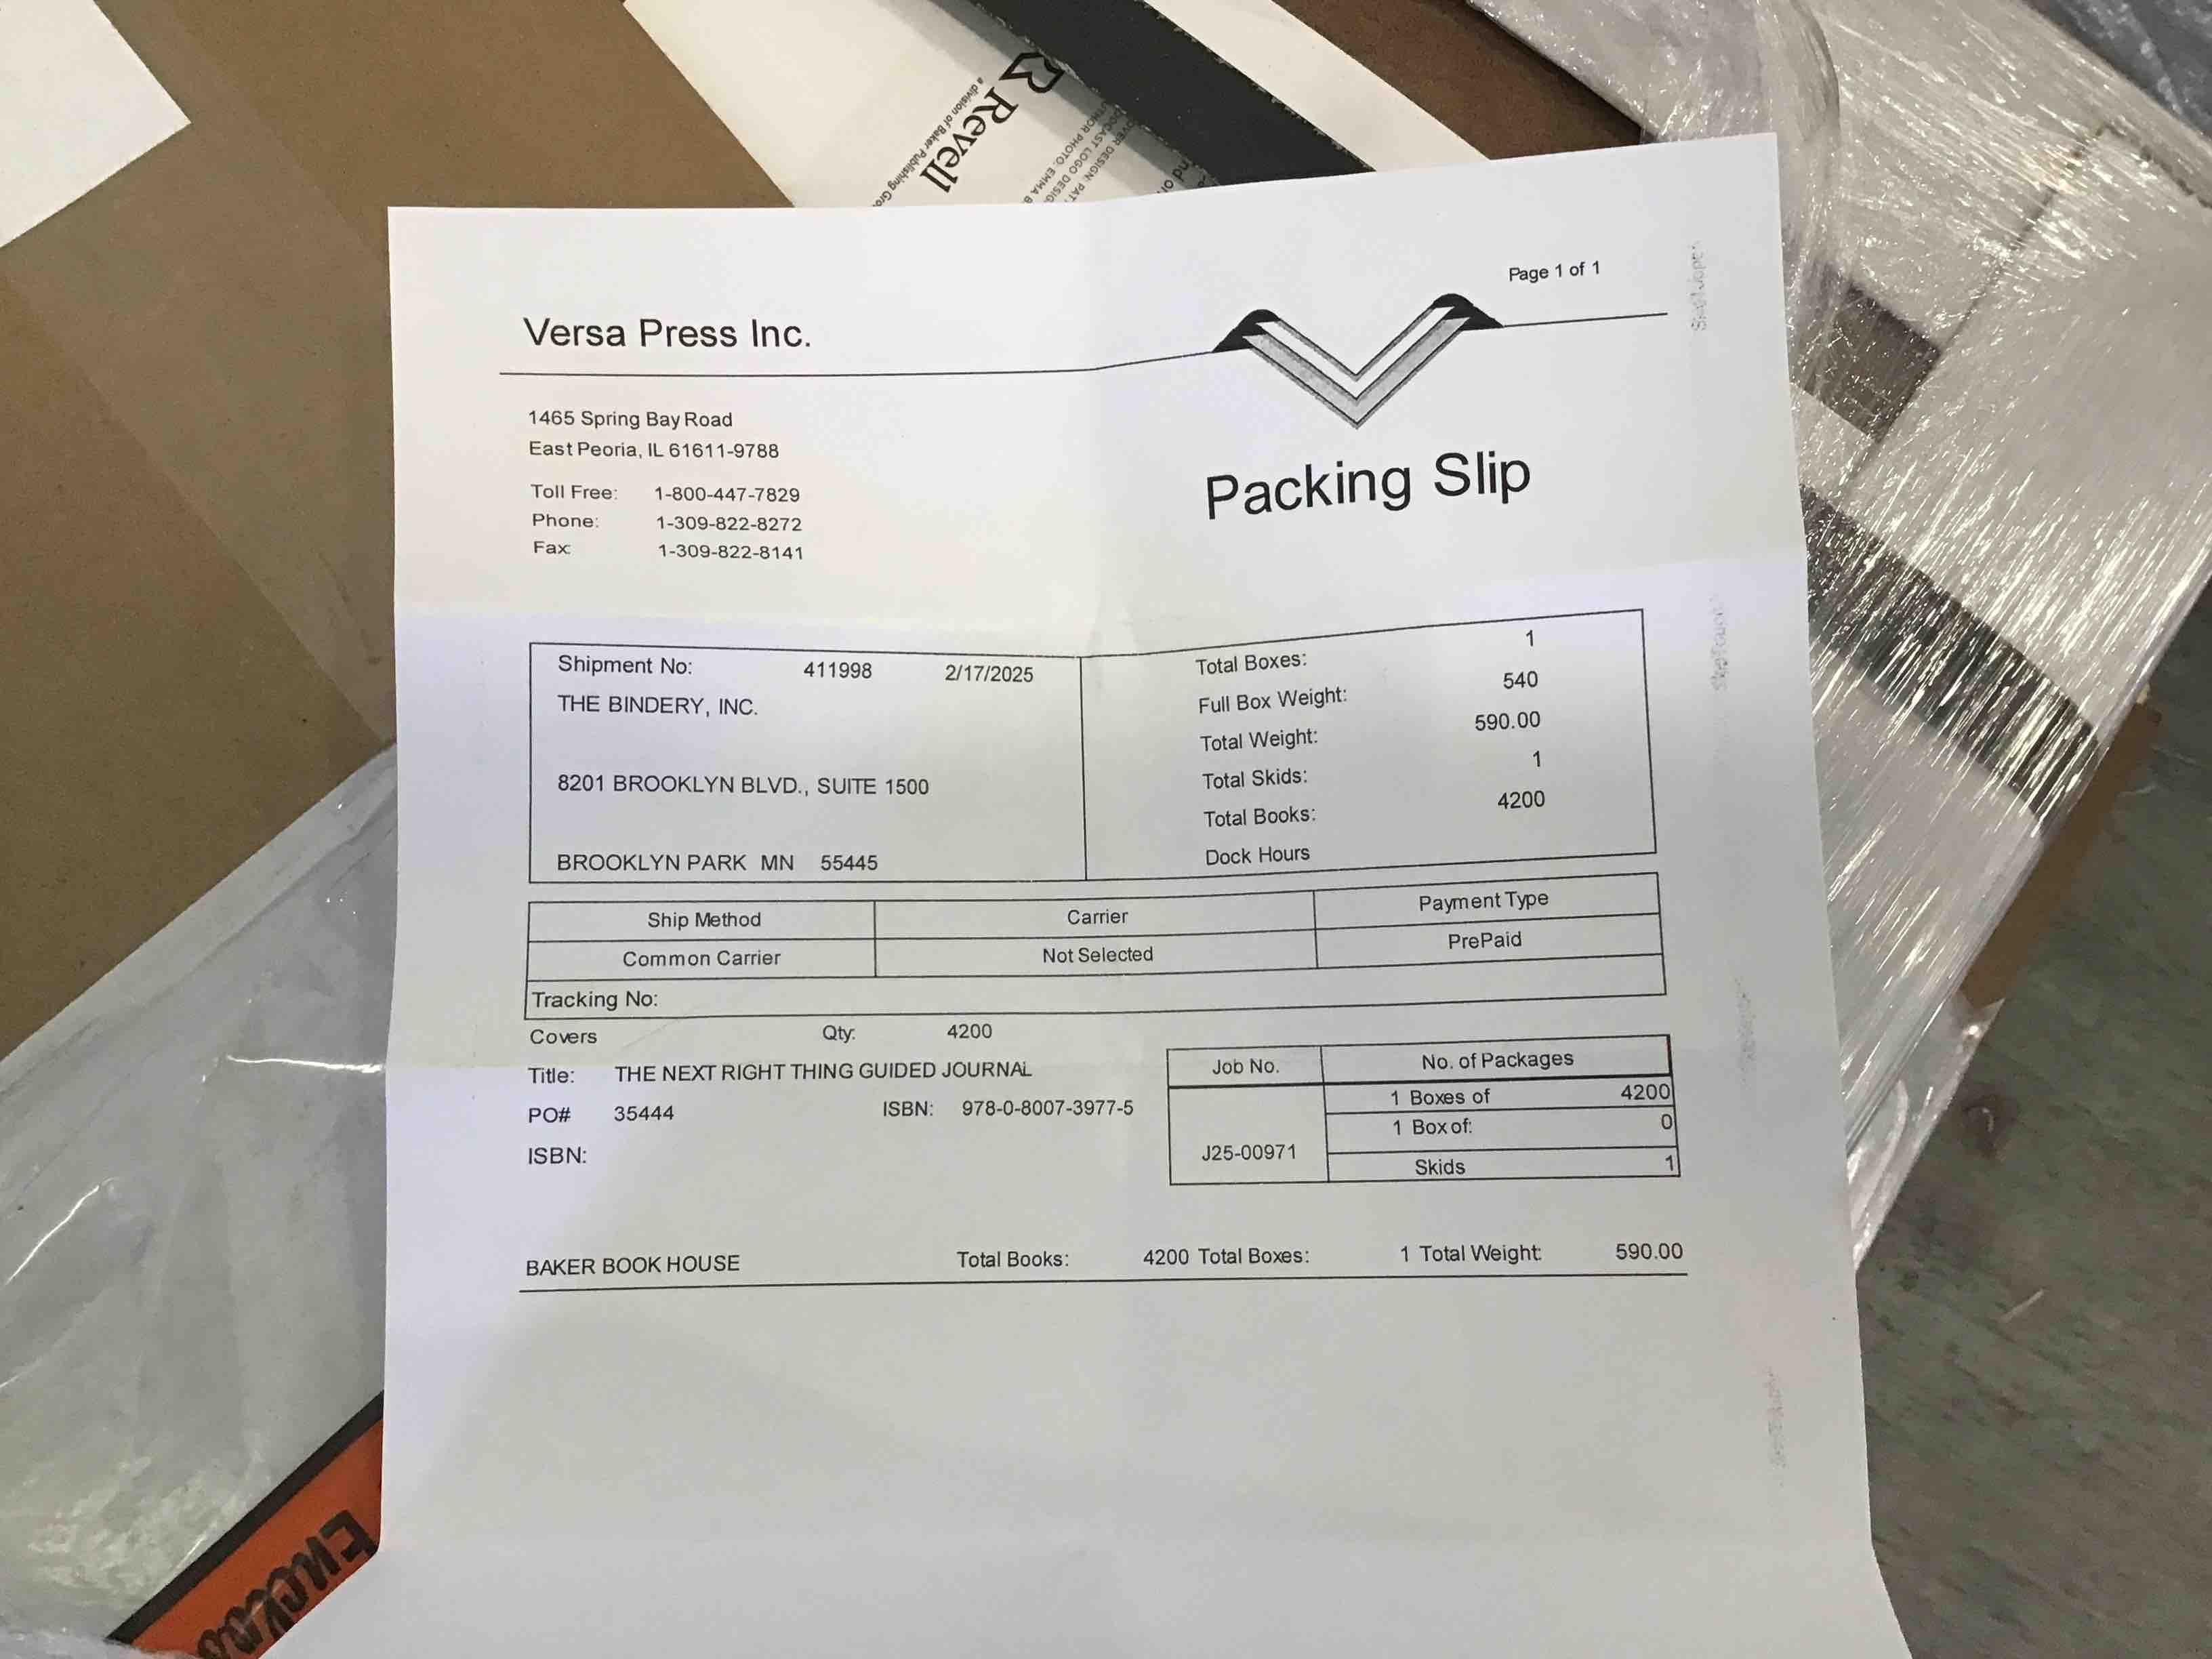 Revell
a division of Baker Publishing
Page 1 of 1
Versa Press Inc.
1465 Spring Bay Road
East Peoria, IL 61611-9788
Toll Free: 1-800-447-7829
Phone: 1-309-822-8272
Fax: 1-309-822-8141
Packing Slip
Shipment No: 411998 2/17/2025
THE BINDERY, INC.
8201 BROOKLYN BLVD., SUITE 1500
BROOKLYN PARK MN 55445
Total Boxes: 1
Full Box Weight: 540
Total Weight: 590.00
Total Skids: 1
Total Books: 4200
Dock Hours
Ship Method Carrier Payment Type
Common Carrier Not Selected PrePaid
Tracking No:
Covers Qty: 4200
Title: THE NEXT RIGHT THING GUIDED JOURNAL
PO# 35444 ISBN: 978-0-8007-3977-5
ISBN:
Job No. No. of Packages
1 Boxes of 4200
1 Box of: 0
J25-00971
Skids 1
BAKER BOOK HOUSE Total Books: 4200 Total Boxes: 1 Total Weight: 590.00